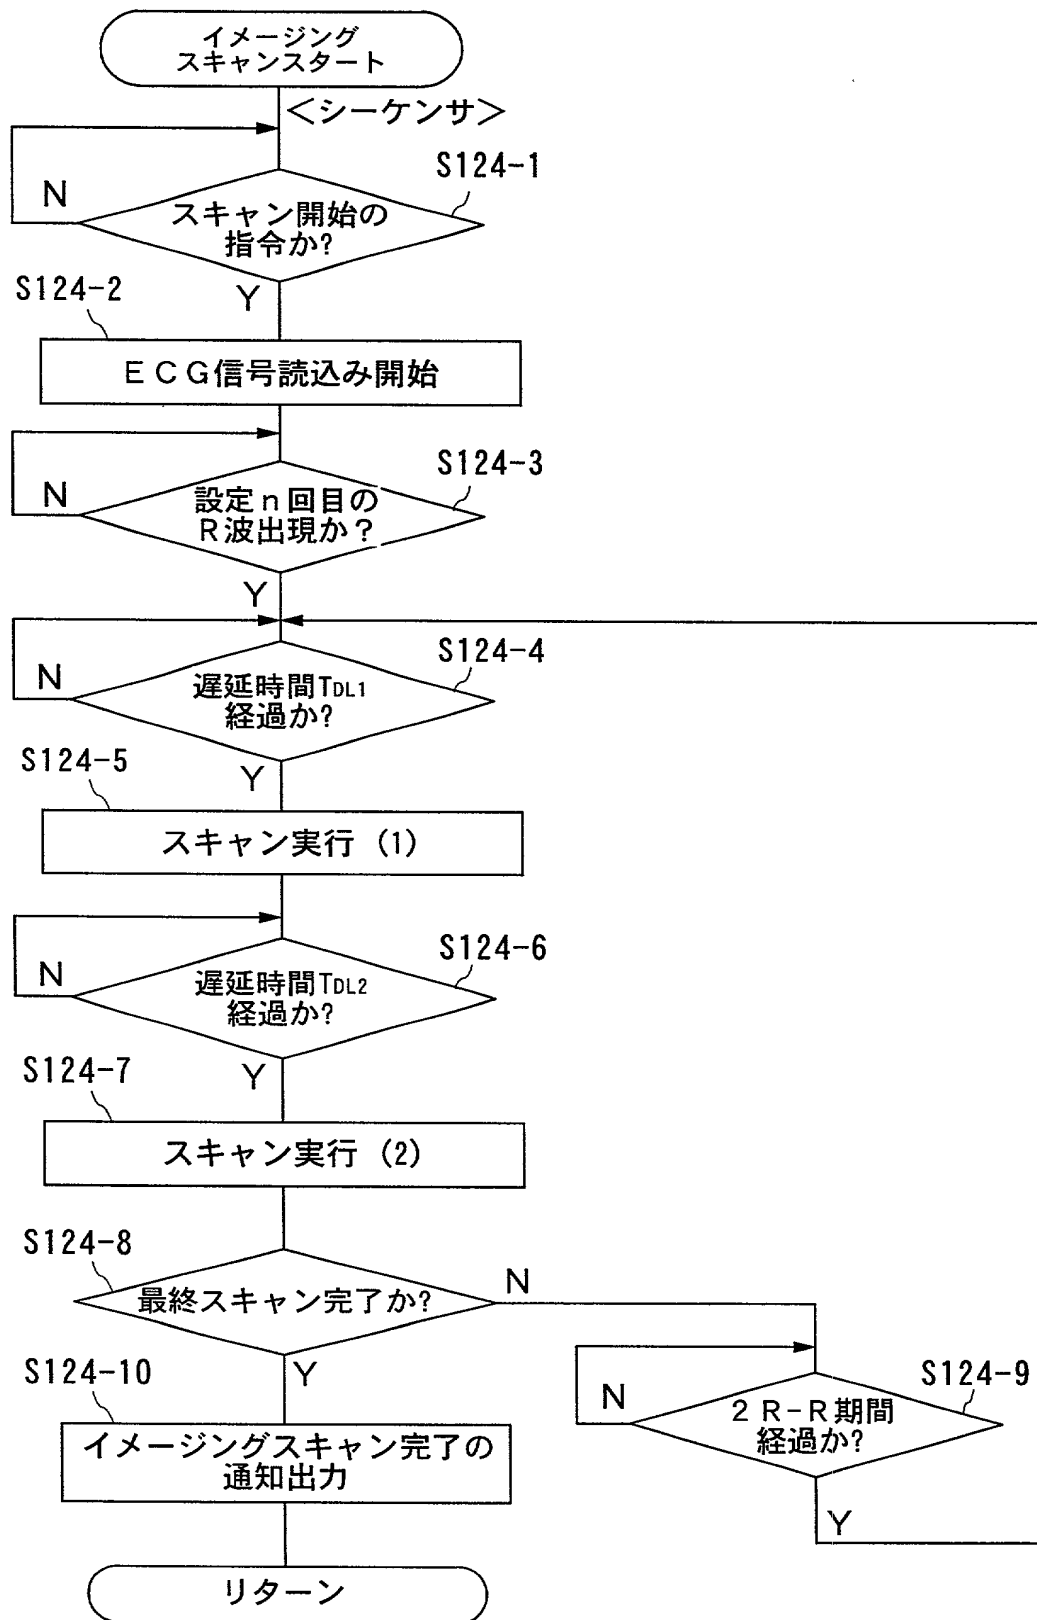 イメージング
スキャンスタート
＜シーケンサ＞
S124-1
N
スキャン開始の
指令か?
Y
S124-2
ＥＣＧ信号読込み開始
S124-3
N
設定ｎ回目の
Ｒ波出現か？
Y
S124-4
N
遅延時間TDL1
経過か?
Y
S124-5
スキャン実行（1）
S124-6
N
遅延時間TDL2
経過か?
Y
S124-7
スキャン実行（2）
S124-8
最終スキャン完了か?
N
Y
S124-9
N
２Ｒ-Ｒ期間
経過か?
Y
S124-10
イメージングスキャン完了の
通知出力
リターン